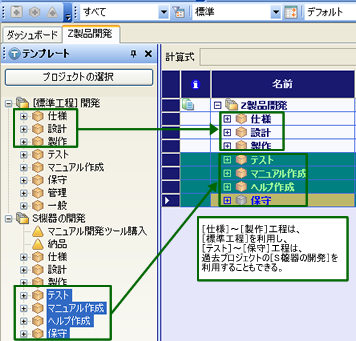 すべて
標準
デフォルト
ダッシュボード
Z製品開発
テンプレート
プロジェクトの選択
[標準工程] 開発
仕様
設計
製作
テスト
マニュアル作成
保守
管理
一般
S機器の開発
マニュアル開発ツール購入
納品
仕様
設計
製作
テスト
マニュアル作成
ヘルプ作成
保守
計算式
名前
Z製品開発
仕様
設計
製作
テスト
マニュアル作成
ヘルプ作成
保守
[仕様]～[製作]工程は、
[標準工程]を利用し、
[テスト]～[保守]工程は、
過去プロジェクトの[S機器の開発]を
利用することもできる。